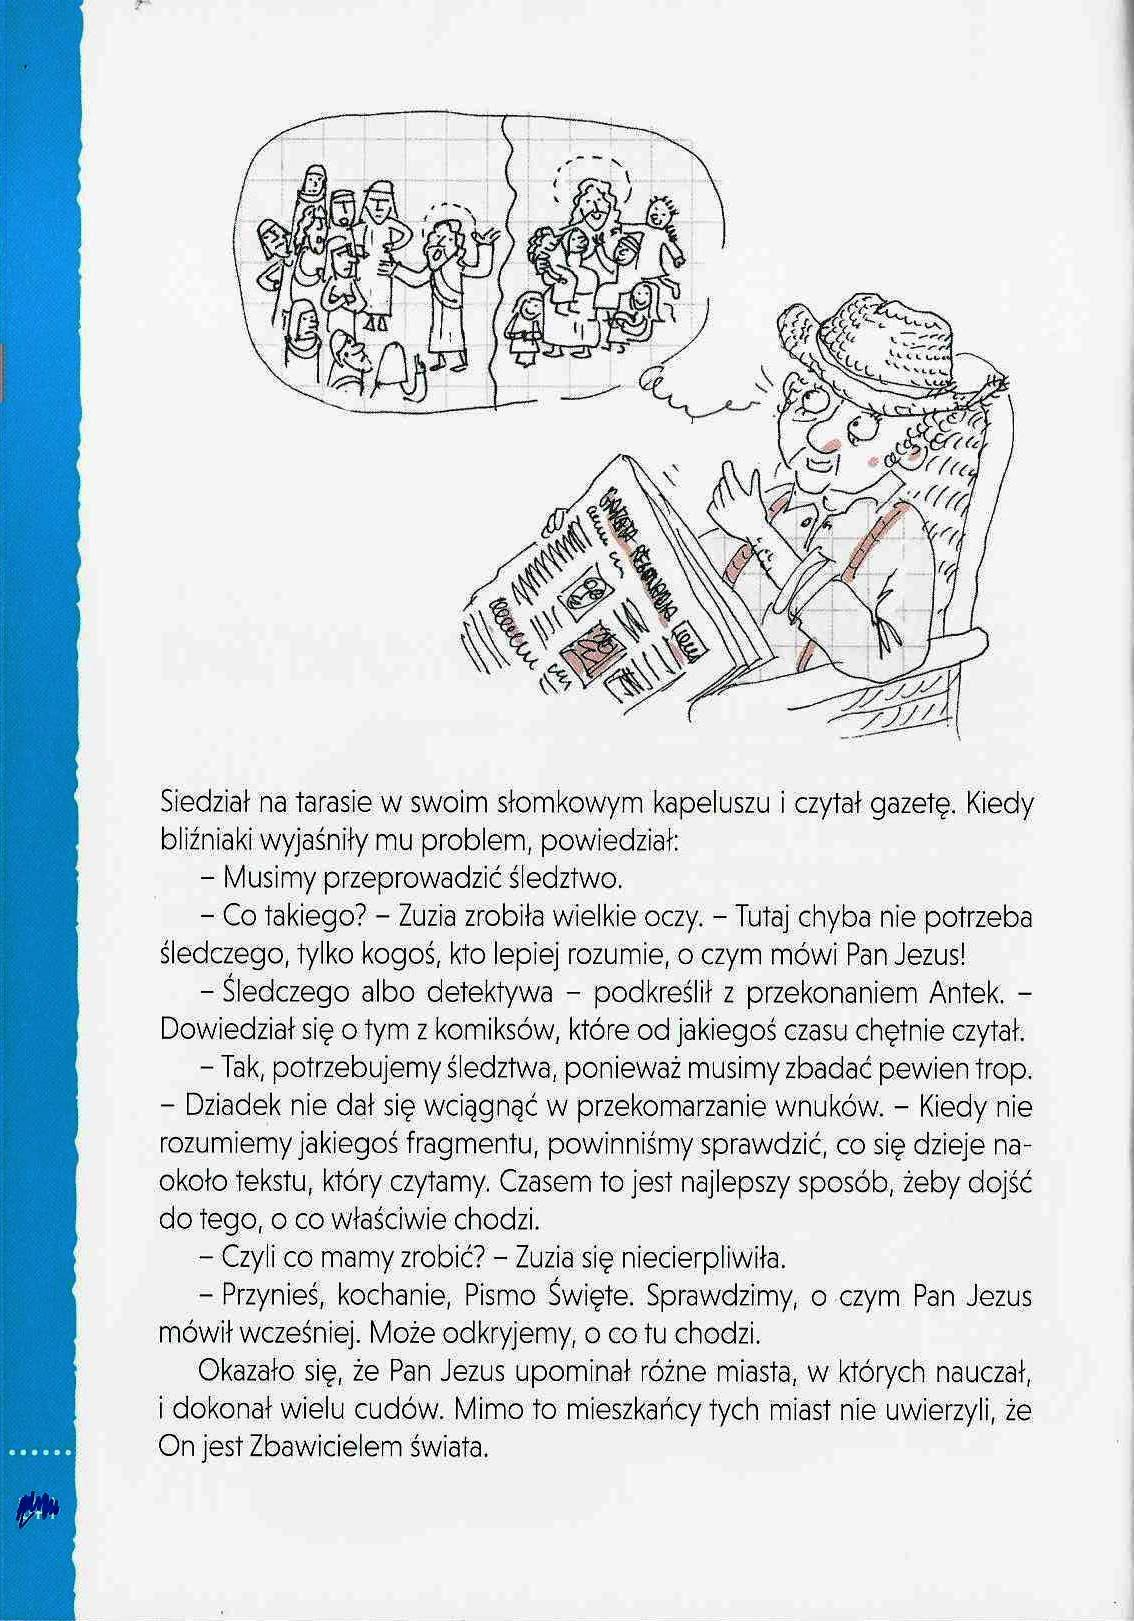 GAZETA REGIONALNA
Siedział na tarasie w swoim słomkowym kapeluszu i czytał gazetę. Kiedy
bliźniaki wyjaśniły mu problem, powiedział:
– Musimy przeprowadzić śledztwo.
– Co takiego? – Zuzia zrobiła wielkie oczy. – Tutaj chyba nie potrzeba
śledczego, tylko kogoś, kto lepiej rozumie, o czym mówi Pan Jezus!
– Śledczego albo detektywa – podkreślił z przekonaniem Antek. –
Dowiedział się o tym z komiksów, które od jakiegoś czasu chętnie czytał.
– Tak, potrzebujemy śledztwa, ponieważ musimy zbadać pewien trop.
– Dziadek nie dał się wciągnąć w przekomarzanie wnuków. – Kiedy nie
rozumiemy jakiegoś fragmentu, powinniśmy sprawdzić, co się dzieje na-
około tekstu, który czytamy. Czasem to jest najlepszy sposób, żeby dojść
do tego, o co właściwie chodzi.
– Czyli co mamy zrobić? – Zuzia się niecierpliwiła.
– Przynieś, kochanie, Pismo Święte. Sprawdzimy, o czym Pan Jezus
mówił wcześniej. Może odkryjemy, o co tu chodzi.
Okazało się, że Pan Jezus upominał różne miasta, w których nauczał,
i dokonał wielu cudów. Mimo to mieszkańcy tych miast nie uwierzyli, że
On jest Zbawicielem świata.